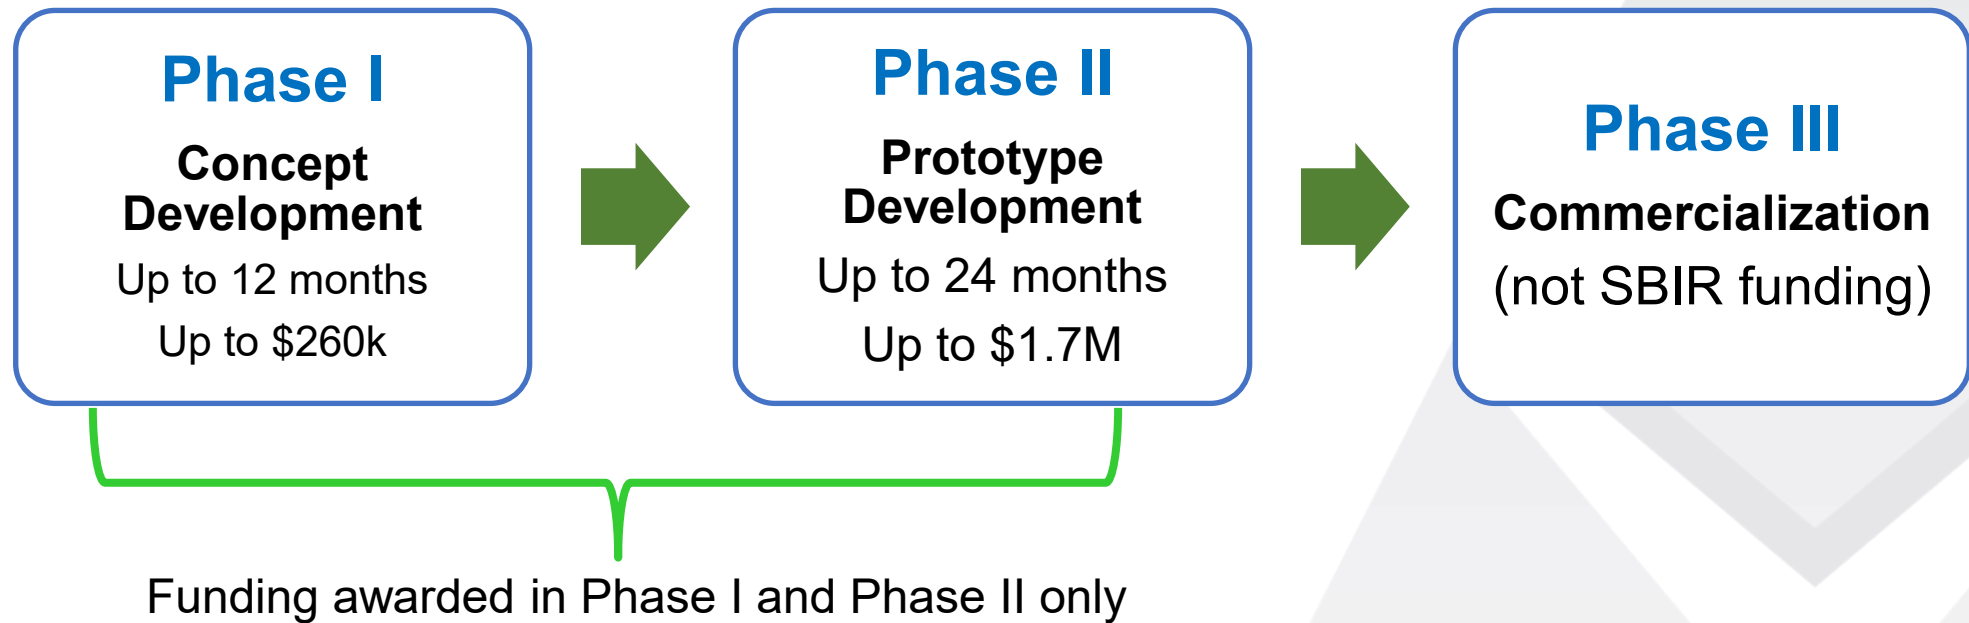 Phase I
Concept
Development
Up to 12 months
Up to $260k
Phase II
Prototype
Development
Up to 24 months
Up to $1.7M
Phase III
Commercialization
(not SBIR funding)
Funding awarded in Phase I and Phase II only